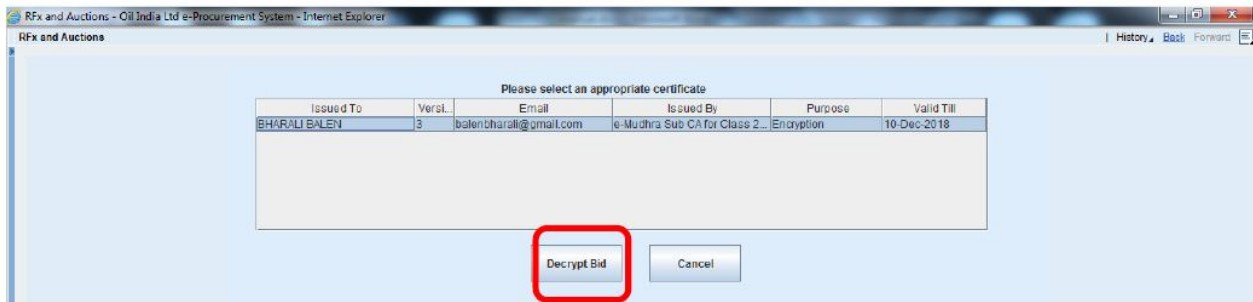 RFx and Auctions - Oil India Ltd e-Procurement System - Internet Explorer
RFx and Auctions | History Back Forward
Please select an appropriate certificate
Issued To Versi... Email Issued By Purpose Valid Till
BHARALI BALEN 3 balenbharali@gmail.com e-Mudhra Sub CA for Class 2... Encryption 10-Dec-2018
Decrypt Bid Cancel